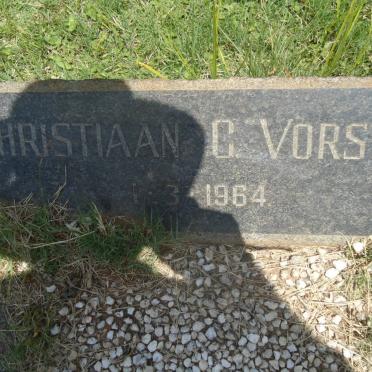 HRISTIAAN C. VORS
3 1964